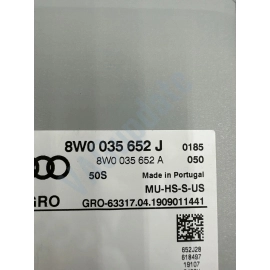 8W0 035 652 J 0185
8W0 035 652 A 050
50S Made in Portugal
MU-HS-S-US
GRO GRO-63317.04.1909011441
652J28
618497
19107